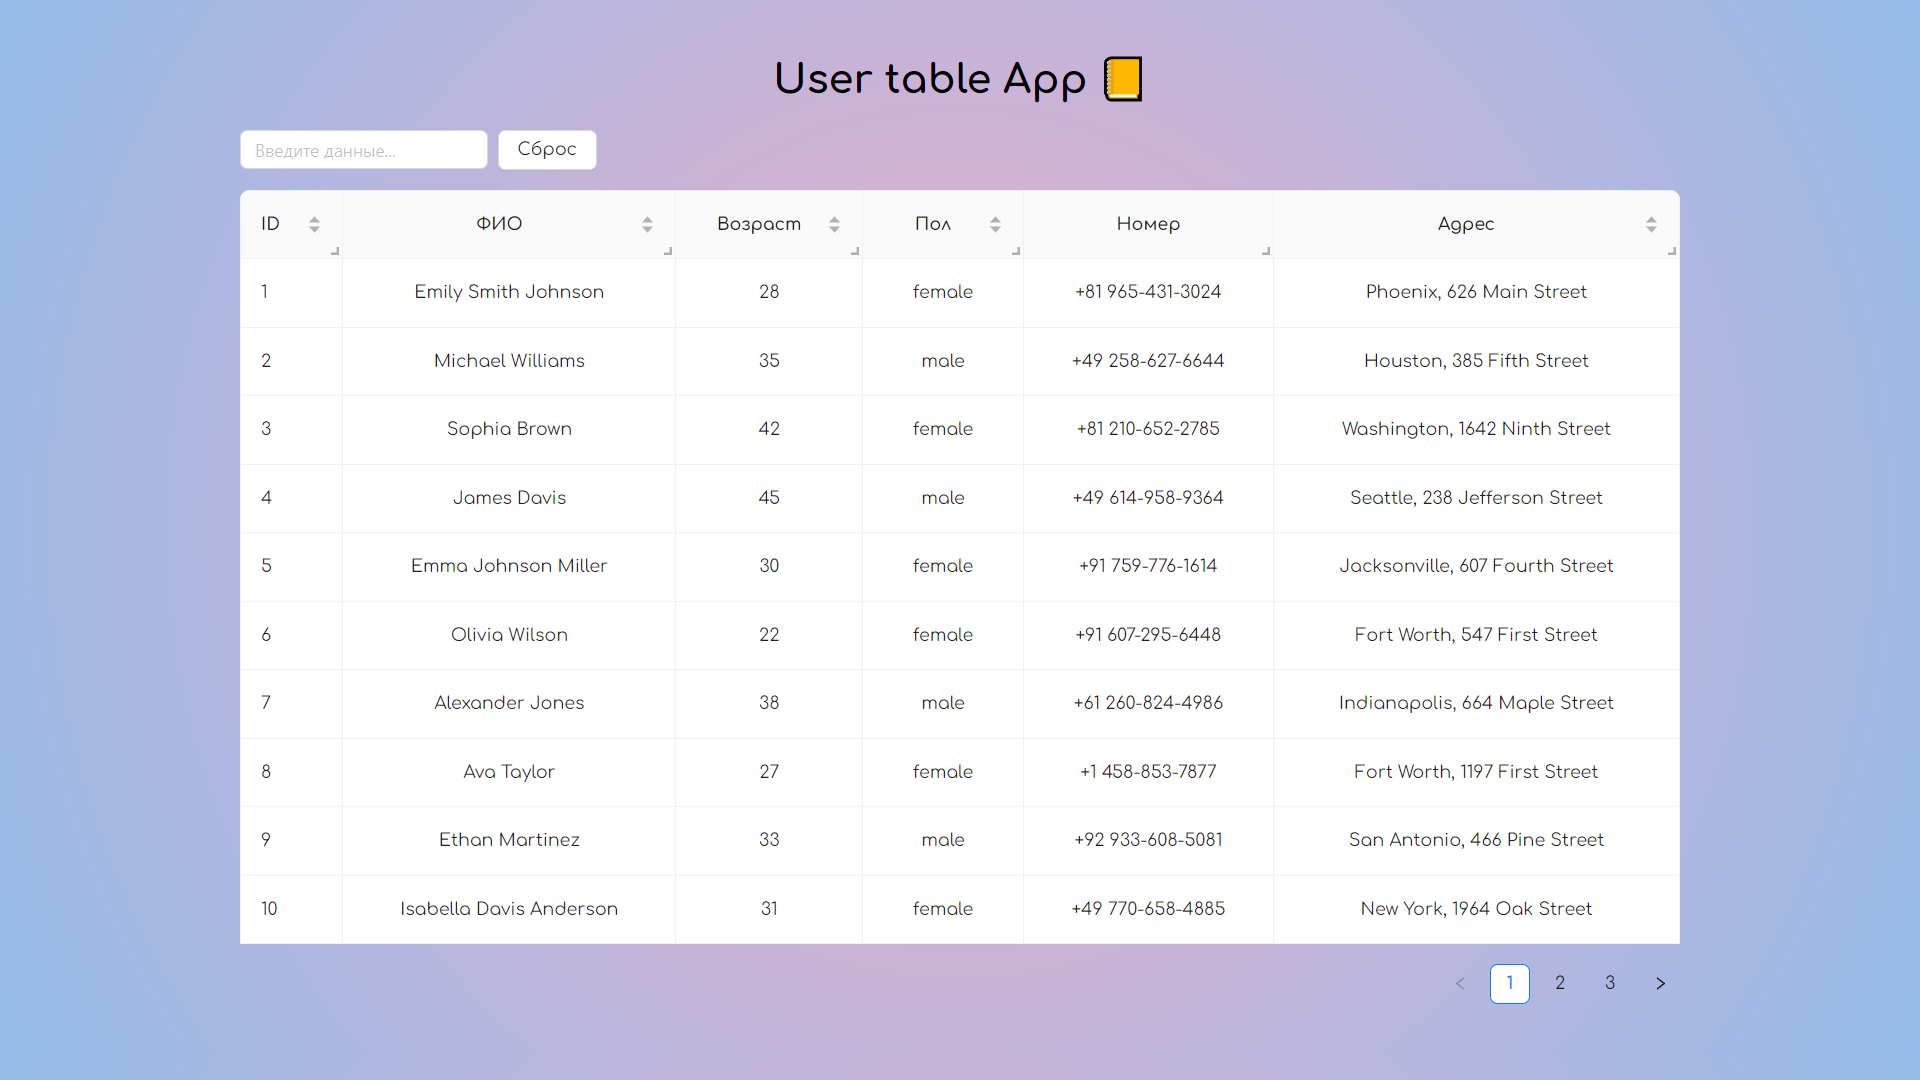 User table App
Введите данные...
Сброс
ID ФИО Возраст Пол Номер Адрес
1 Emily Smith Johnson 28 female +81 965-431-3024 Phoenix, 626 Main Street
2 Michael Williams 35 male +49 258-627-6644 Houston, 385 Fifth Street
3 Sophia Brown 42 female +81 210-652-2785 Washington, 1642 Ninth Street
4 James Davis 45 male +49 614-958-9364 Seattle, 238 Jefferson Street
5 Emma Johnson Miller 30 female +91 759-776-1614 Jacksonville, 607 Fourth Street
6 Olivia Wilson 22 female +91 607-295-6448 Fort Worth, 547 First Street
7 Alexander Jones 38 male +61 260-824-4986 Indianapolis, 664 Maple Street
8 Ava Taylor 27 female +1 458-853-7877 Fort Worth, 1197 First Street
9 Ethan Martinez 33 male +92 933-608-5081 San Antonio, 466 Pine Street
10 Isabella Davis Anderson 31 female +49 770-658-4885 New York, 1964 Oak Street
1 2 3